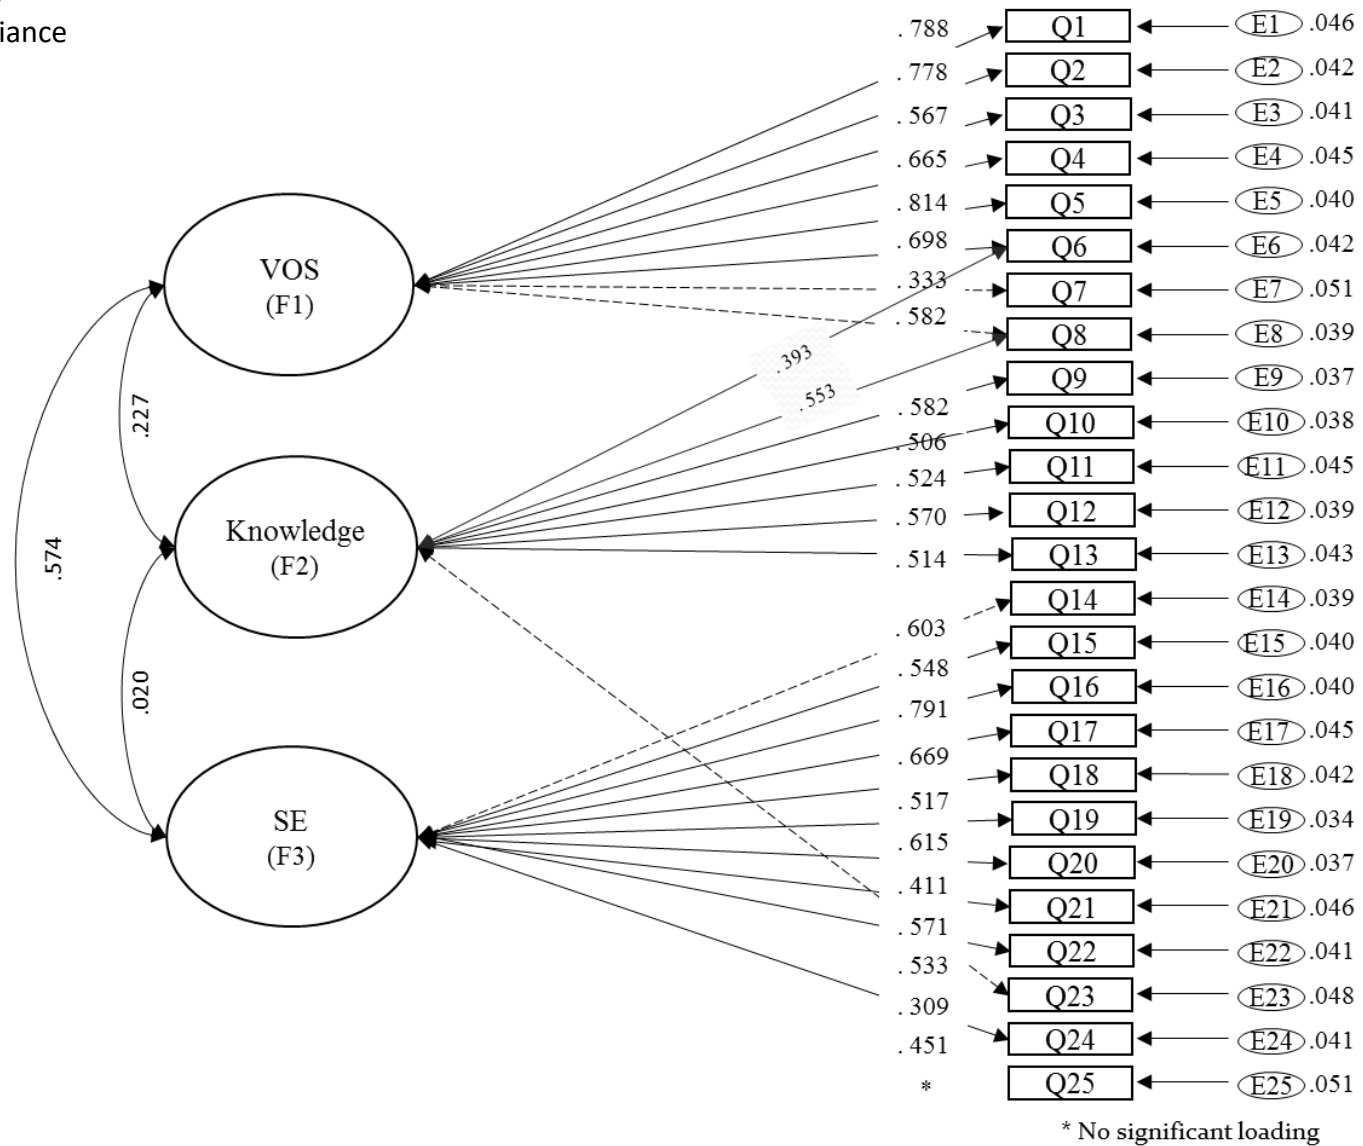 iance
.788 Q1 E1 .046
.778 Q2 E2 .042
.567 Q3 E3 .041
.665 Q4 E4 .045
.814 Q5 E5 .040
.698 Q6 E6 .042
.333 Q7 E7 .051
.582 Q8 E8 .039
.393
.553
VOS
(F1)
.227
.574
Knowledge
(F2)
.020
SE
(F3)
.582 Q9 E9 .037
.506 Q10 E10 .038
.524 Q11 E11 .045
.570 Q12 E12 .039
.514 Q13 E13 .043
.603 Q14 E14 .039
.548 Q15 E15 .040
.791 Q16 E16 .040
.669 Q17 E17 .045
.517 Q18 E18 .042
.615 Q19 E19 .034
.411 Q20 E20 .037
.571 Q21 E21 .046
.533 Q22 E22 .041
.309 Q23 E23 .048
.451 Q24 E24 .041
* Q25 E25 .051
* No significant loading